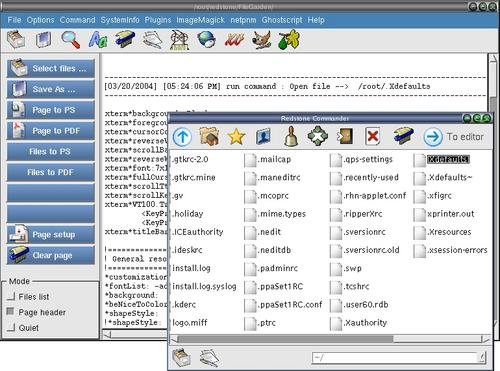 /root/redstone/FileGarden/
File Options Command SystemInfo Plugins ImageMagick netpnm Ghostscript Help
Select files ...
Save As ...
Page to PS
Page to PDF
Files to PS
Files to PDF
Page setup
Clear page
Mode
Files list
Page header
Quiet
[03/20/2004] [05:24:06 PM] run command : Open file --> /root/.Xdefaults
xterm*backgro
xterm*foregro
xterm*cursorCo
xterm*reverseW
xterm*scrollBa
xterm*reverseW
xterm*font:7x1
xterm*fullCurs
xterm*scrollTt
xterm*scrollKe
xterm*VT100.Tr
<KeyPr
<KeyPr
xterm*titleBar
! General reso
*customization
*fontList: -ad
*background:
*beNiceToColor
*shapeStyle:
!*shapeStyle:
Redstone Commander
To editor
.gtkrc-2.0
.gtkrc.mine
.gv
.holiday
.ICEauthority
.ideskrc
install.log
install.log.syslog
.kderc
logo.miff
.mailcap
.maneditrc
.mcoprc
.mime.types
.nedit
.neditdb
.padminrc
.ppaSet1RC
.ppaSet1RC.conf
.ptrc
.qps-settings
.recently-used
.rhn-applet.conf
.ripperXrc
.sversionrc
.sversionrc.old
.swp
.tcshrc
.user60.rdb
.Xauthority
.Xdefaults
.Xdefaults~
.xfigrc
xprinter.out
.Xresources
.xsession-errors
~/